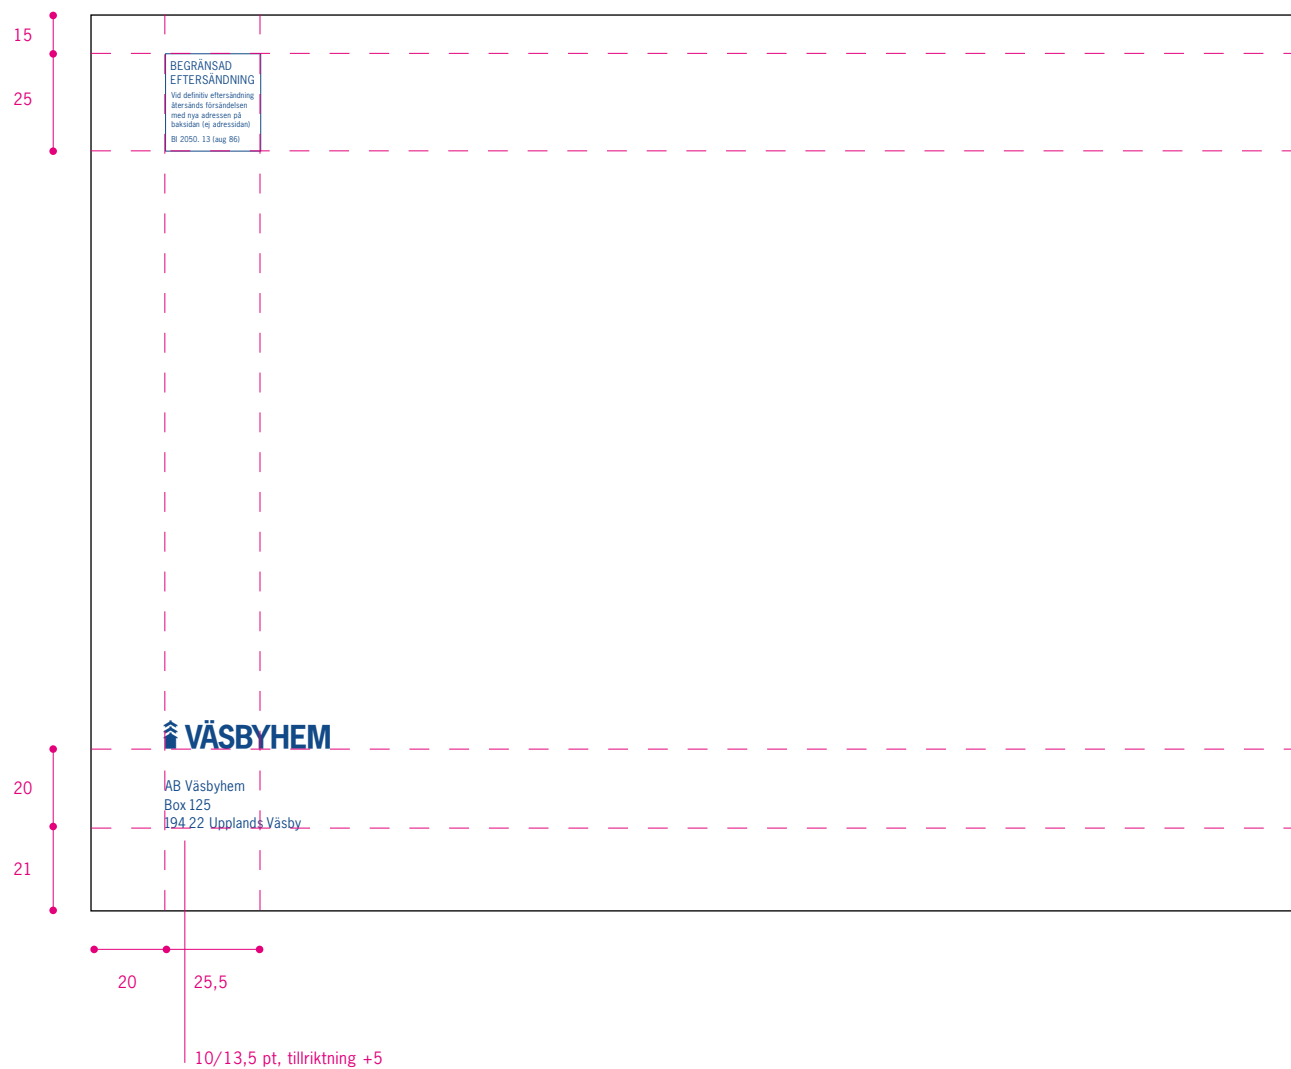 15
25
BEGRÄNSAD
EFTERSÄNDNING
Vid definitiv eftersändning
återsänds försändelsen
med nya adressen på
baksidan (ej adressidan)
Bl 2050. 13 (aug 86)
VÄSBYHEM
20
AB Väsbyhem
Box 125
194 22 Upplands Väsby
21
20 25,5
10/13,5 pt, tillriktning +5